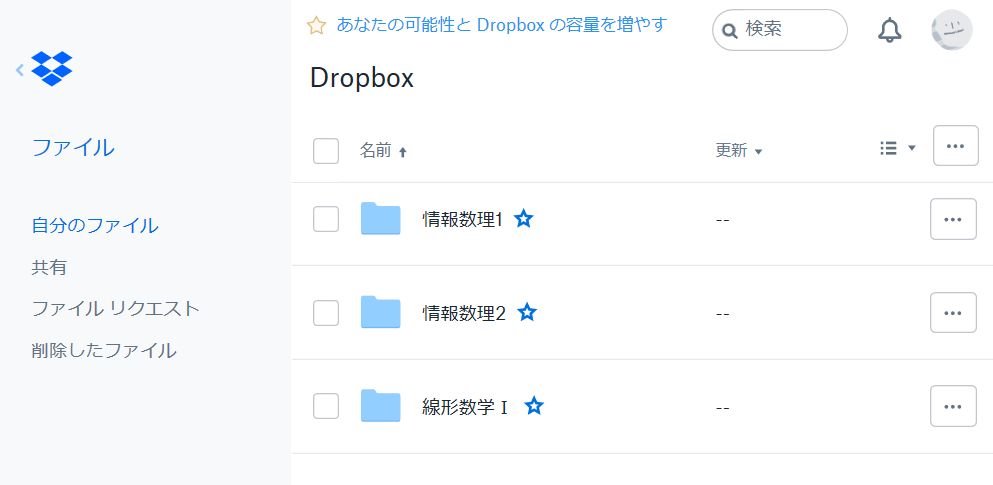 あなたの可能性と Dropbox の容量を増やす
検索
Dropbox
ファイル
名前
更新
自分のファイル
情報数理1
--
共有
ファイル リクエスト
情報数理2
--
削除したファイル
線形数学 I
--